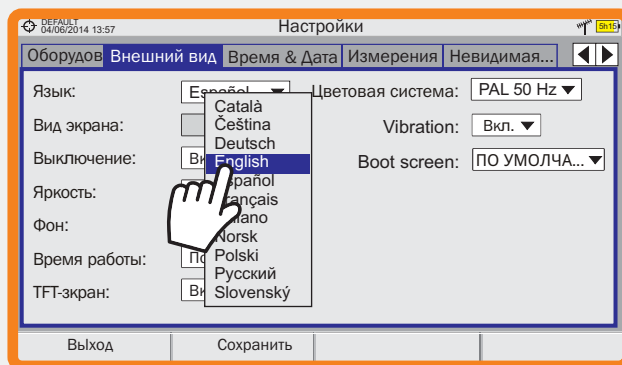 DEFAULT
04/06/2014 13:57
Настройки
5h15
Оборудов Внешний вид Время & Дата Измерения Невидимая...
Язык: Español Цветовая система: PAL 50 Hz
Català
Вид экрана: Čeština Vibration: Вкл.
Deutsch
Выключение: English Boot screen: ПО УМОЛЧА...
Яркость:
Norsk
Фон:
Polski
Время работы:
Русский
TFT-зкран: Slovenský
ВЫход Сохранить